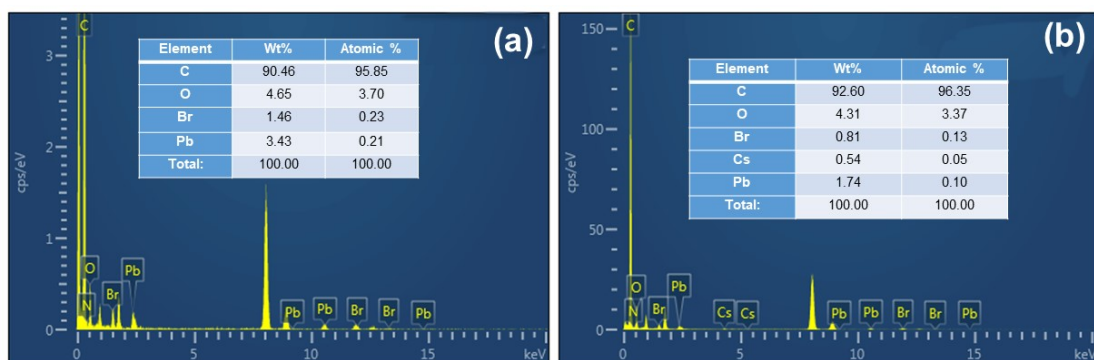 (a)
Element Wt% Atomic %
C 90.46 95.85
O 4.65 3.70
Br 1.46 0.23
Pb 3.43 0.21
Total: 100.00 100.00
cps/eV
3
2
1
0
C
O
N
Br
Pb
Pb
Pb
Br
Br
Pb
0 5 10 15 keV
(b)
Element Wt% Atomic %
C 92.60 96.35
O 4.31 3.37
Br 0.81 0.13
Cs 0.54 0.05
Pb 1.74 0.10
Total: 100.00 100.00
cps/eV
150
100
50
0
C
O
N
Br
Pb
Cs
Cs
Pb
Pb
Br
Br
Pb
0 5 10 15 keV